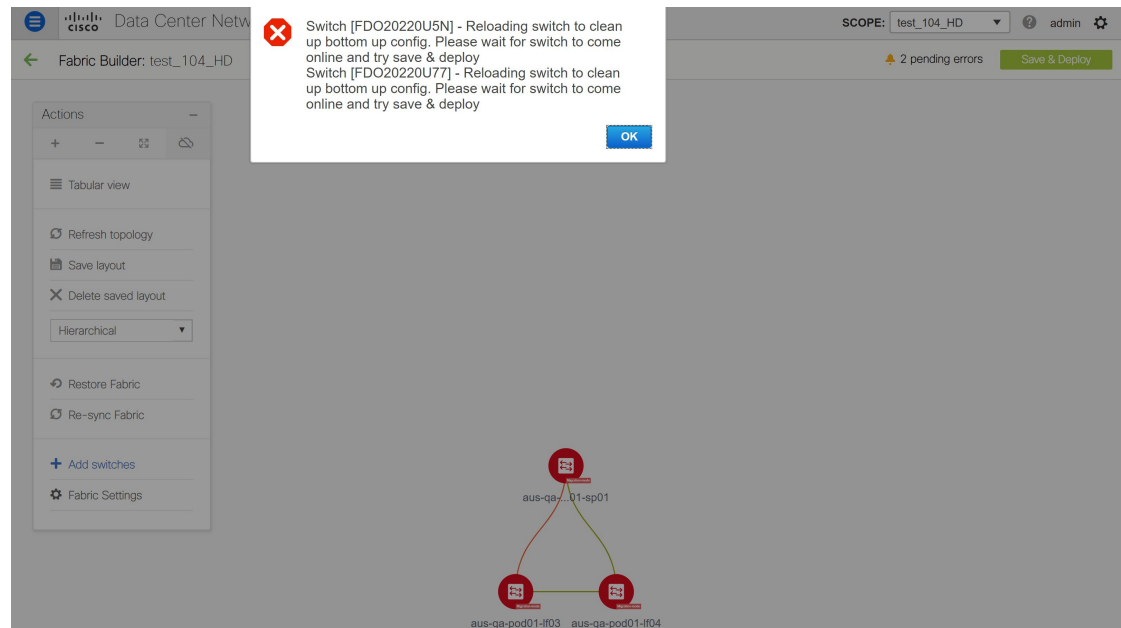 cisco
Data Center Netw
SCOPE:
test_104_HD
admin
Fabric Builder: test_104_HD
2 pending errors
Save & Deploy
Switch [FDO20220U5N] - Reloading switch to clean
up bottom up config. Please wait for switch to come
online and try save & deploy
Switch [FDO20220U77] - Reloading switch to clean
up bottom up config. Please wait for switch to come
online and try save & deploy
OK
Actions
Tabular view
Refresh topology
Save layout
Delete saved layout
Hierarchical
Restore Fabric
Re-sync Fabric
Add switches
Fabric Settings
aus-qa-...01-sp01
aus-qa-pod01-lf03
aus-qa-pod01-lf04